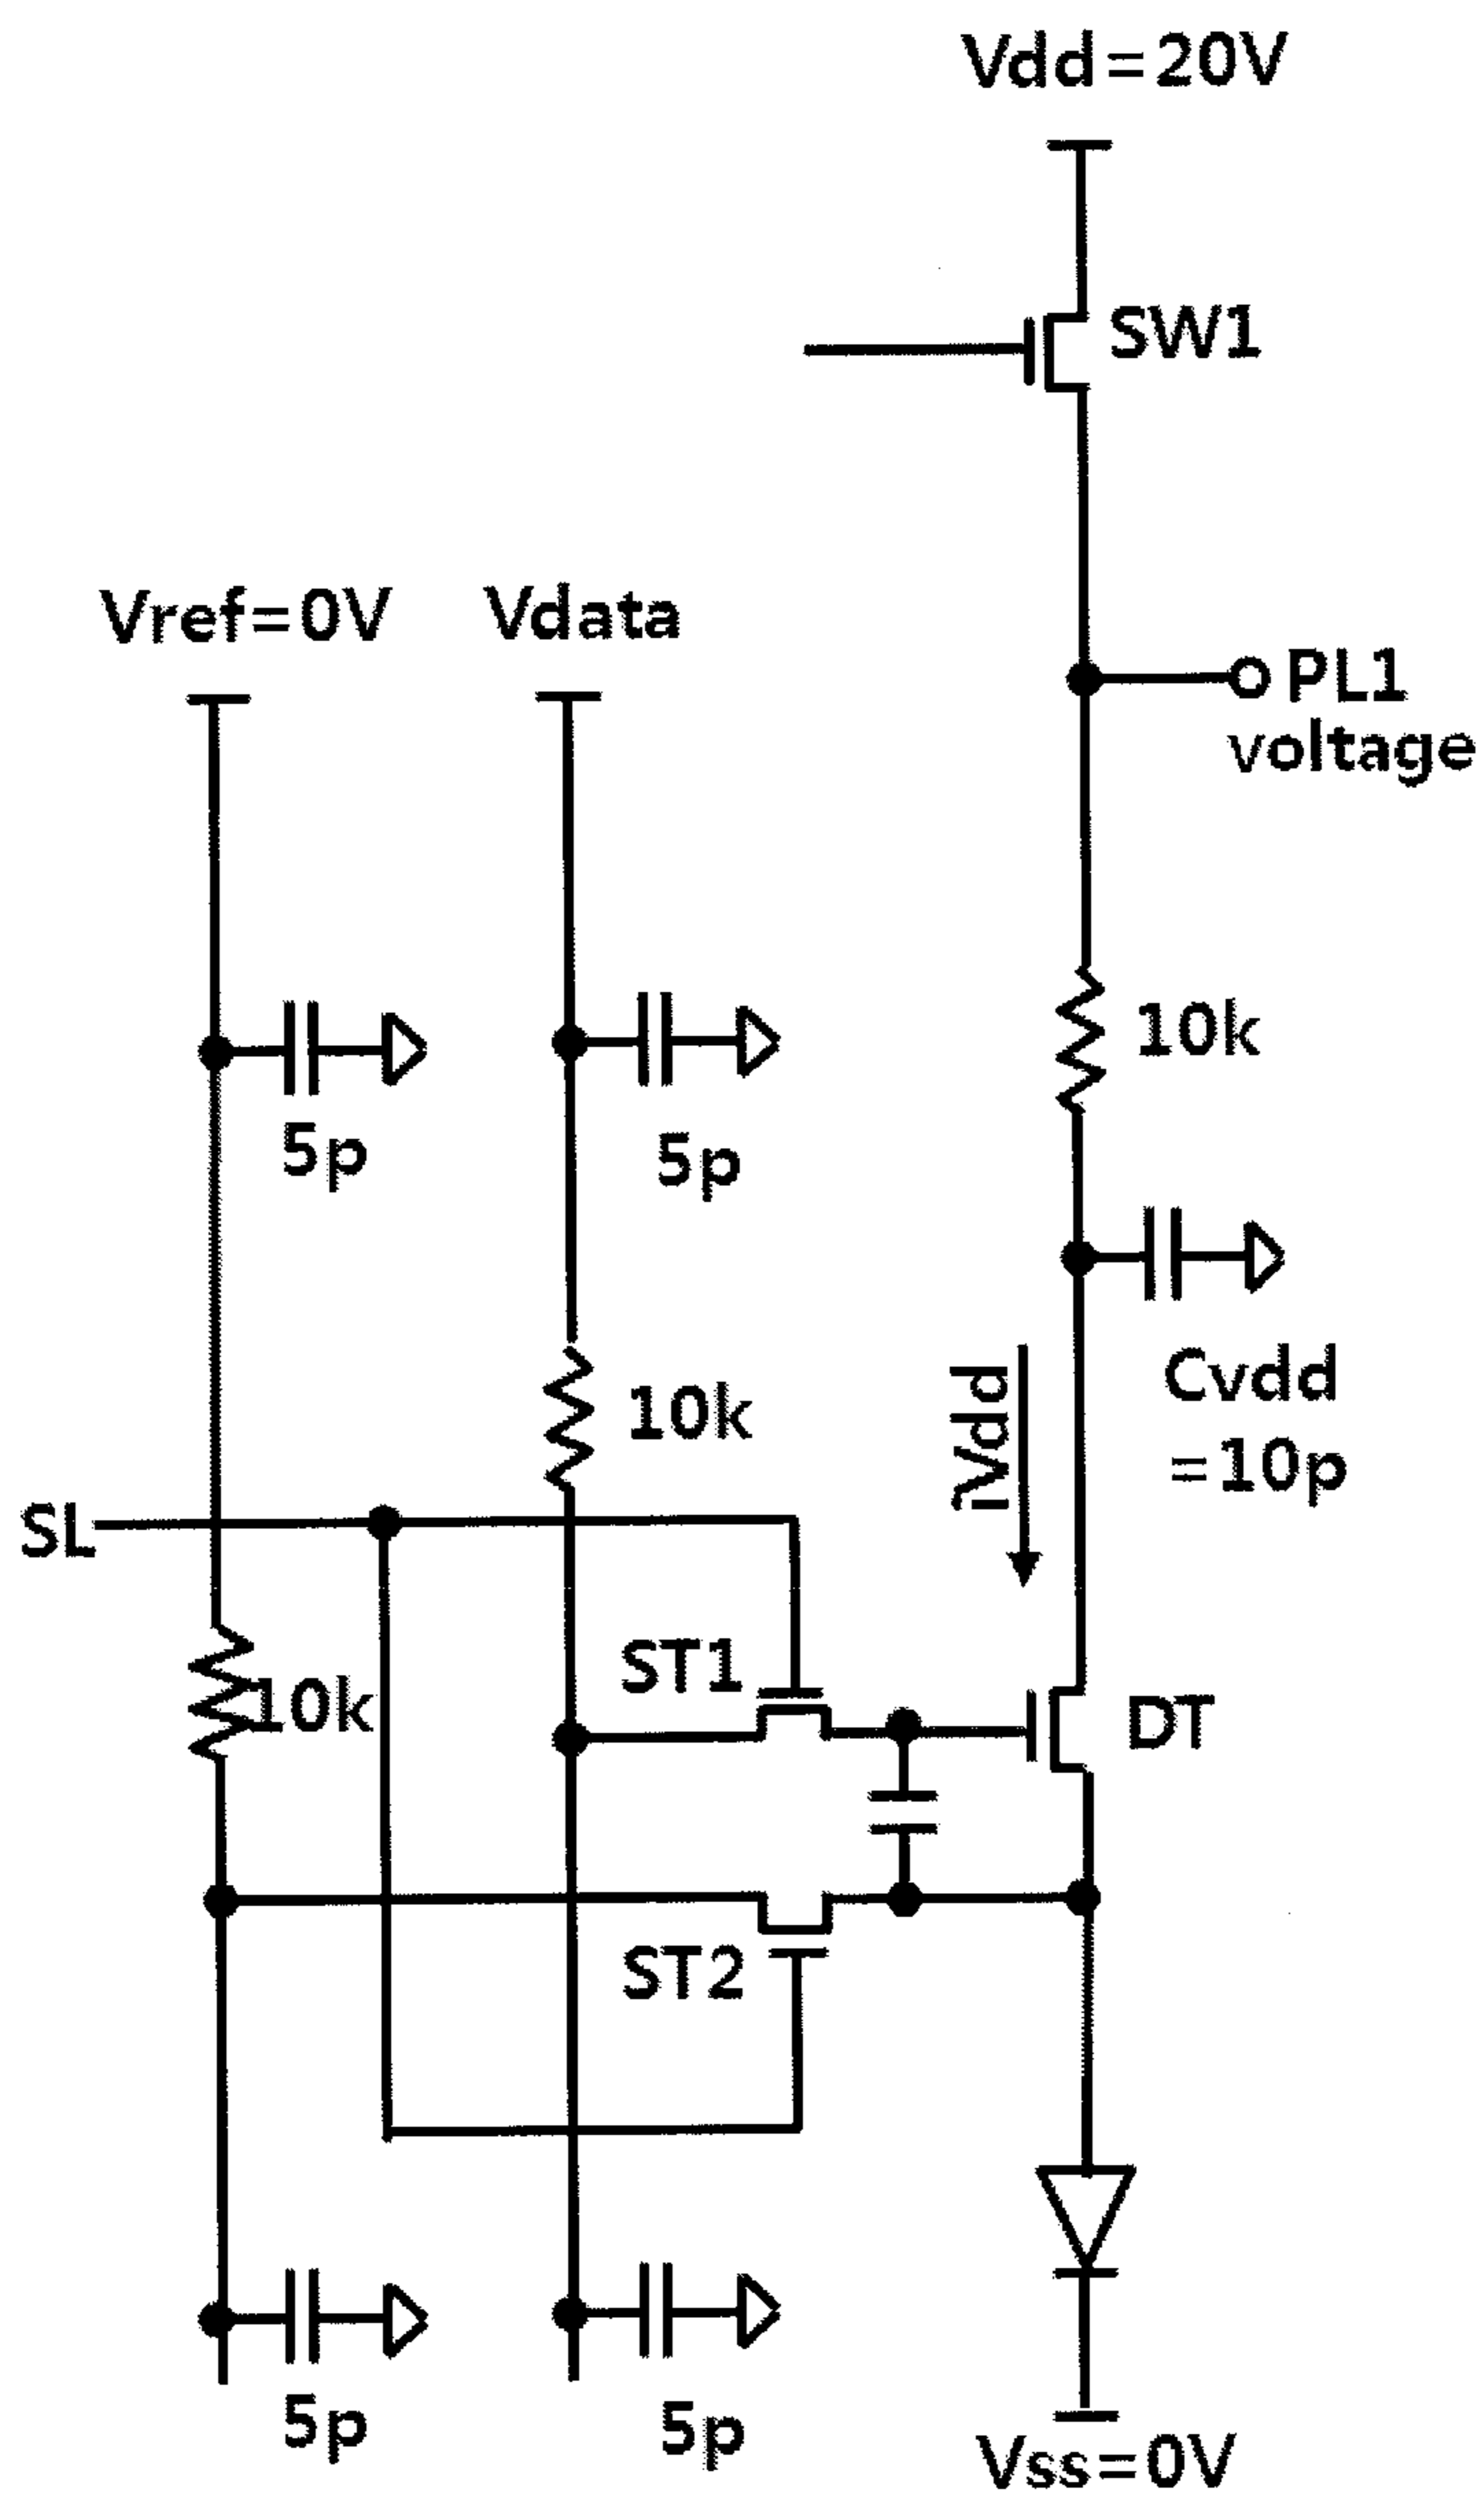 Vdd=20V
SW1
Vref=0V
Vdata
PL1
voltage
10k
5p
5p
Cvdd
=10p
10k
Ivdd
SL
ST1
10k
DT
ST2
5p
5p
Vss=0V